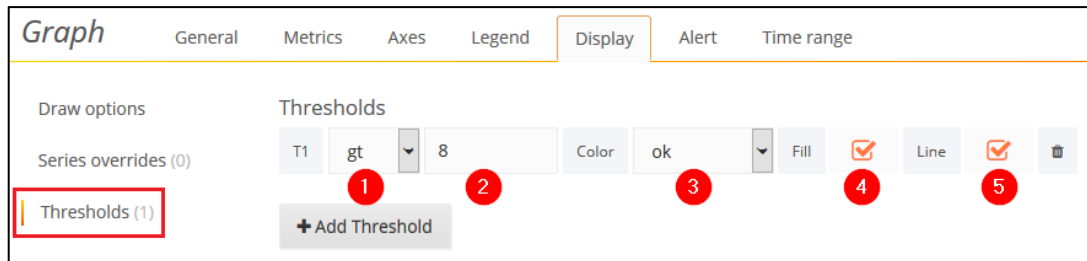 Graph General Metrics Axes Legend Display Alert Time range
Draw options
Series overrides (0)
Thresholds (1)
Thresholds
T1 gt 8 Color ok Fill Line
1 2 3 4 5
+ Add Threshold